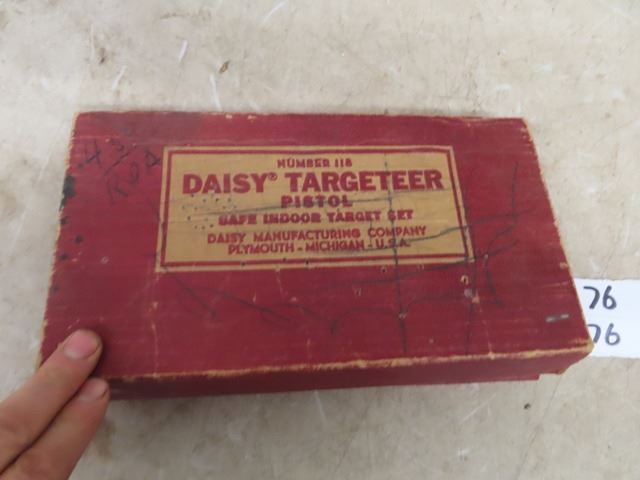 NUMBER 118
DAISY® TARGETEER
PISTOL
SAFE INDOOR TARGET SET
DAISY MANUFACTURING COMPANY
PLYMOUTH - MICHIGAN - U.S.A.
76
76